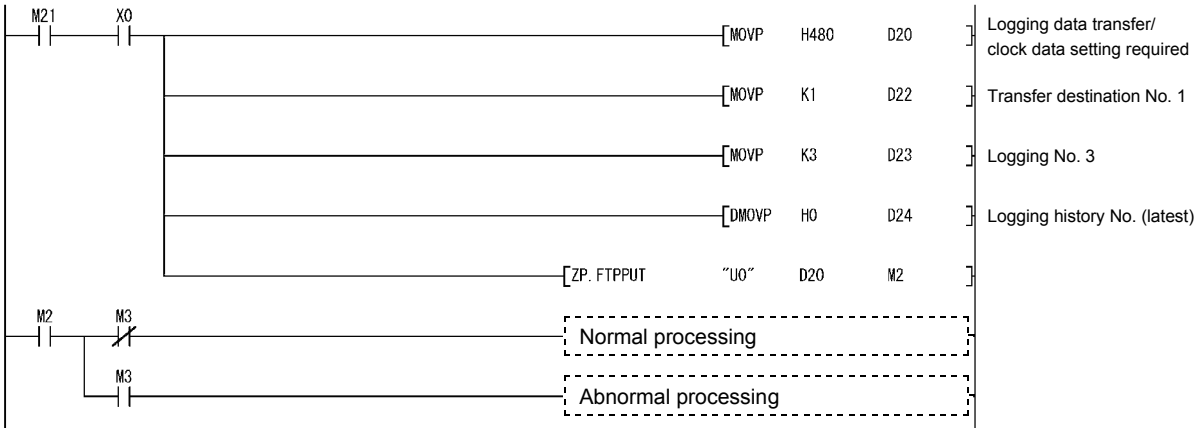 M21 X0
[MOVP H480 D20 ] Logging data transfer/
clock data setting required
[MOVP K1 D22 ] Transfer destination No. 1
[MOVP K3 D23 ] Logging No. 3
[DMOVP H0 D24 ] Logging history No. (latest)
[ZP.FTPPUT "U0" D20 M2 ]
M2 M3
Normal processing
M3
Abnormal processing